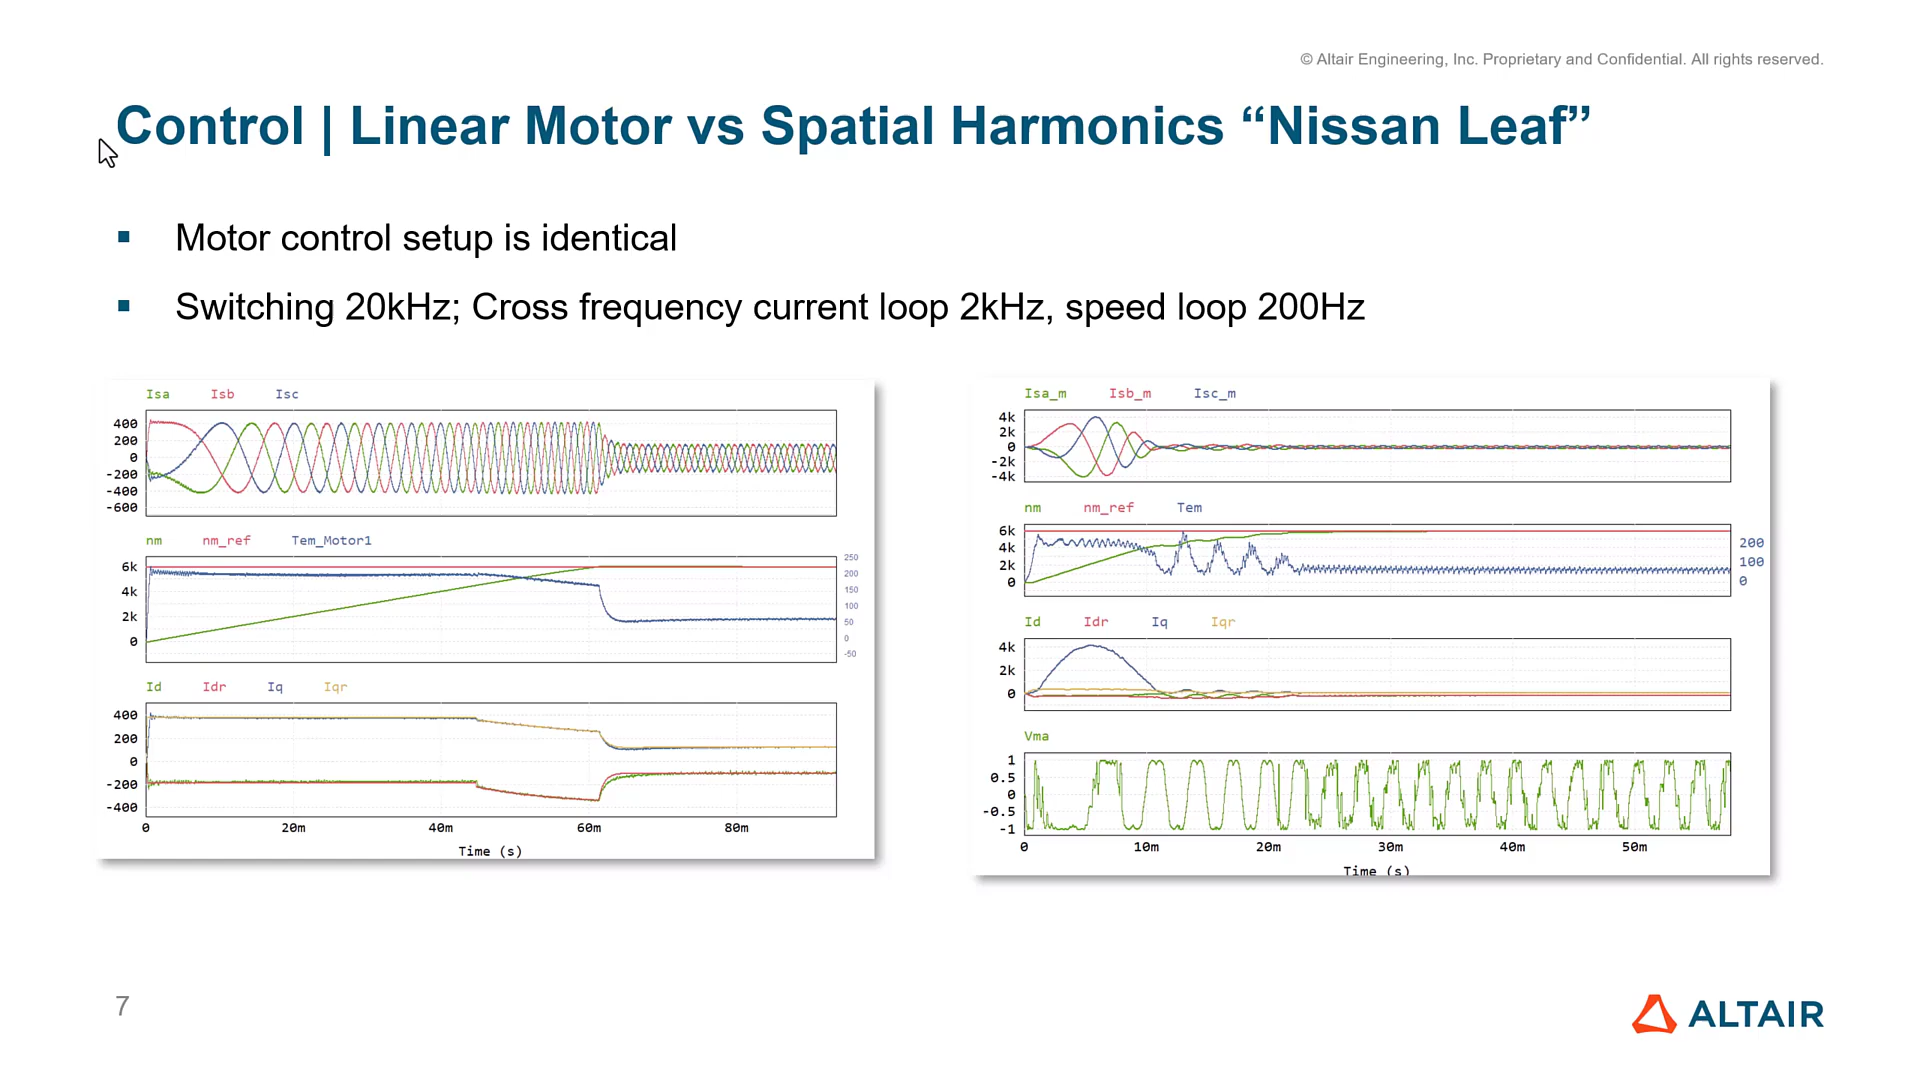 © Altair Engineering, Inc. Proprietary and Confidential. All rights reserved.
Control | Linear Motor vs Spatial Harmonics “Nissan Leaf”
▪ Motor control setup is identical
▪ Switching 20kHz; Cross frequency current loop 2kHz, speed loop 200Hz
Isa Isb Isc
400
200
0
-200
-400
-600
nm nm_ref Tem_Motor1
6k
4k
2k
0
250
200
150
100
50
0
-50
Id Idr Iq Iqr
400
200
0
-200
-400
0 20m 40m 60m 80m
Time (s)
Isa_m Isb_m Isc_m
4k
2k
0
-2k
-4k
nm nm_ref Tem
6k
4k
2k
0
200
100
0
Id Idr Iq Iqr
4k
2k
0
Vma
1
0.5
0
-0.5
-1
0 10m 20m 30m 40m 50m
Time (s)
7
ALTAIR